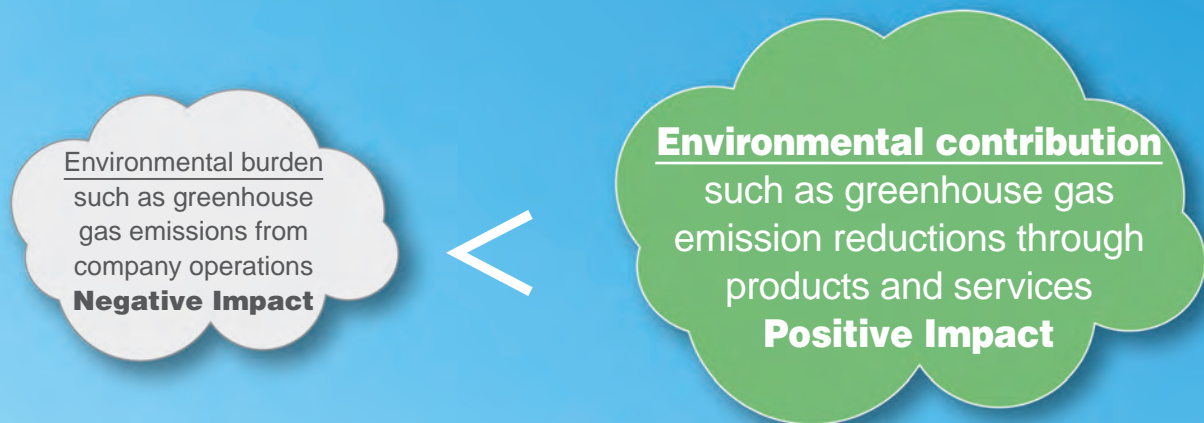 Environmental burden
such as greenhouse
gas emissions from
company operations
Negative Impact
<
Environmental contribution
such as greenhouse gas
emission reductions through
products and services
Positive Impact